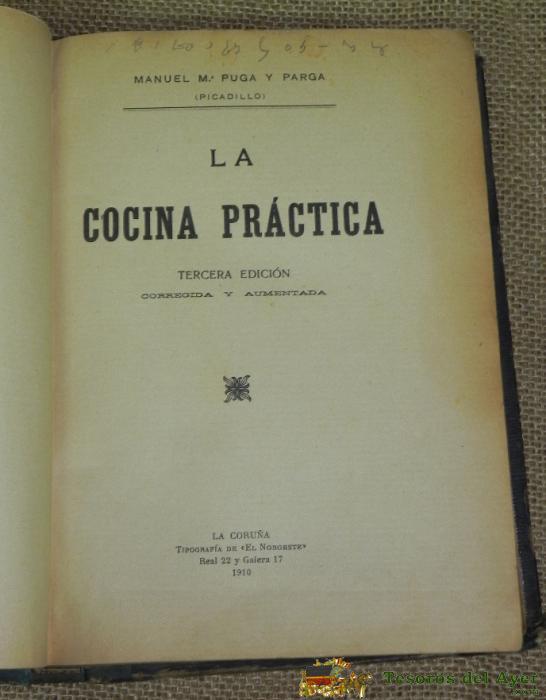 MANUEL M.ª PUGA Y PARGA
(PICADILLO)
LA
COCINA PRÁCTICA
TERCERA EDICIÓN
CORREGIDA Y AUMENTADA
LA CORUÑA
TIPOGRAFÍA DE «EL NOROESTE»
Real 22 y Galera 17
1910
Tesoros del Ayer